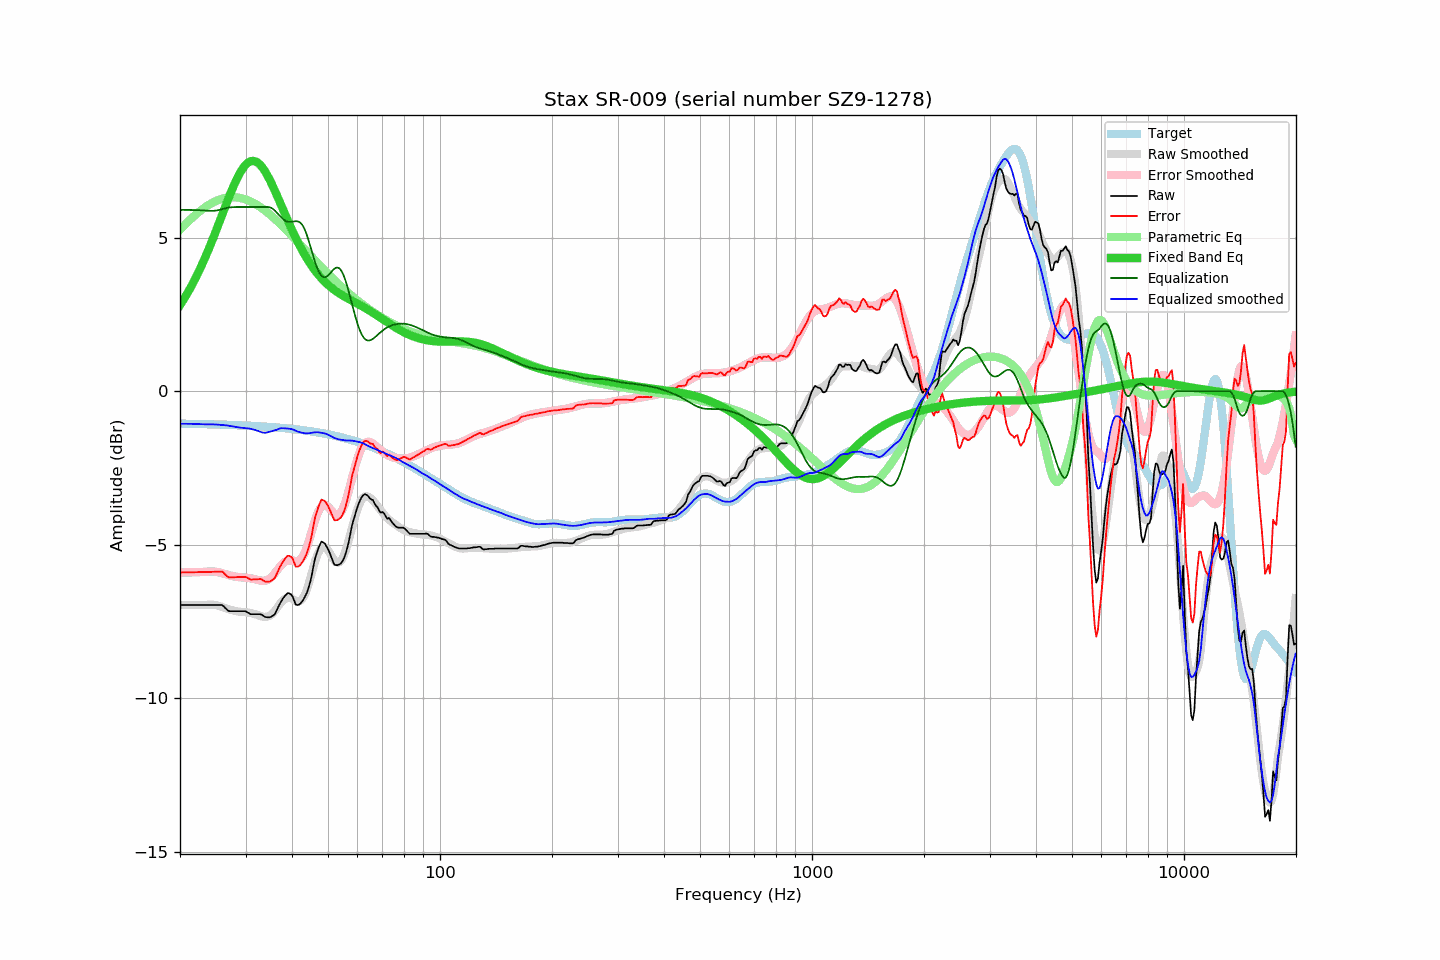 Stax SR-009 (serial number SZ9-1278)
Target
Raw Smoothed
Error Smoothed
Raw
Error
Parametric Eq
Fixed Band Eq
Equalization
Equalized smoothed
5
0
−5
−10
−15
Amplitude (dBr)
100
1000
10000
Frequency (Hz)